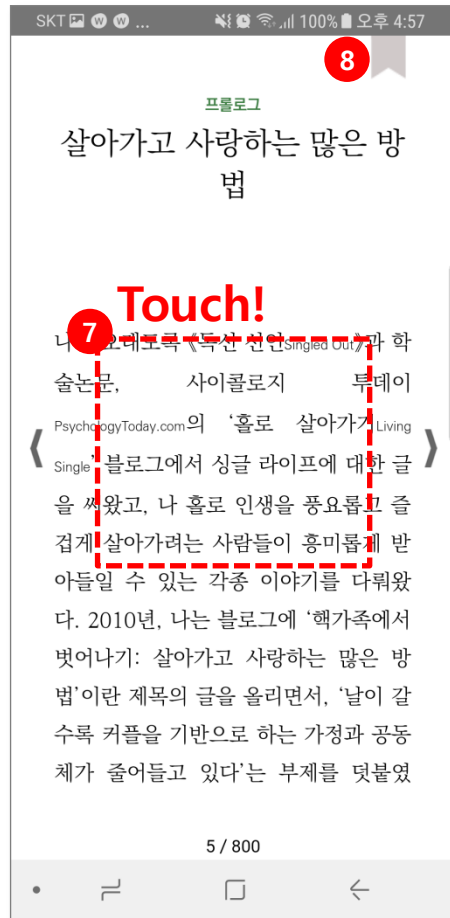 SKT ... 100% 오후 4:57
8
프롤로그
살아가고 사랑하는 많은 방
법
Touch!
7
나 《독신 선언Singled Out》과 학
술논문, 사이콜로지 투데이
PsychologyToday.com의 ‘홀로 살아가기Living
Single’ 블로그에서 싱글 라이프에 대한 글
을 써왔고, 나 홀로 인생을 풍요롭고 즐
겁게 살아가려는 사람들이 흥미롭게 받
아들일 수 있는 각종 이야기를 다뤄왔
다. 2010년, 나는 블로그에 ‘핵가족에서
벗어나기: 살아가고 사랑하는 많은 방
법’이란 제목의 글을 올리면서, ‘날이 갈
수록 커플을 기반으로 하는 가정과 공동
체가 줄어들고 있다’는 부제를 덧붙였
5 / 800